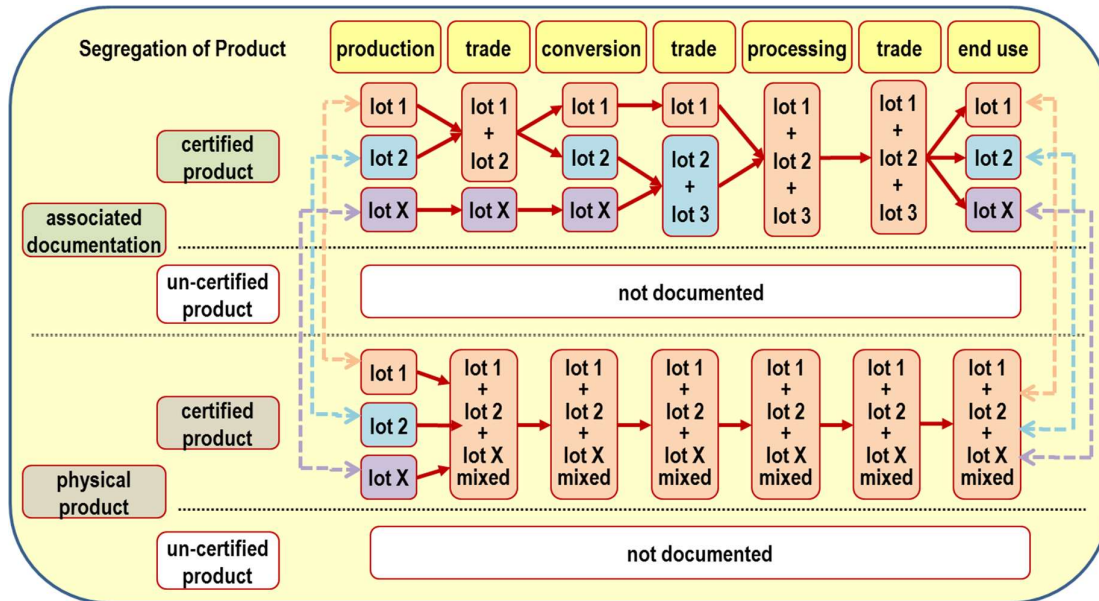 Segregation of Product
production
trade
conversion
trade
processing
trade
end use
associated
documentation
certified
product
lot 1
lot 2
lot X
lot 1
+
lot 2
lot X
lot 1
lot 2
lot X
lot 1
lot 2
+
lot 3
lot 1
+
lot 2
+
lot 3
lot 1
+
lot 2
+
lot 3
lot 1
lot 2
lot X
un-certified
product
not documented
physical
product
certified
product
lot 1
lot 2
lot X
lot 1
+
lot 2
+
lot X
mixed
lot 1
+
lot 2
+
lot X
mixed
lot 1
+
lot 2
+
lot X
mixed
lot 1
+
lot 2
+
lot X
mixed
lot 1
+
lot 2
+
lot X
mixed
lot 1
+
lot 2
+
lot X
mixed
un-certified
product
not documented